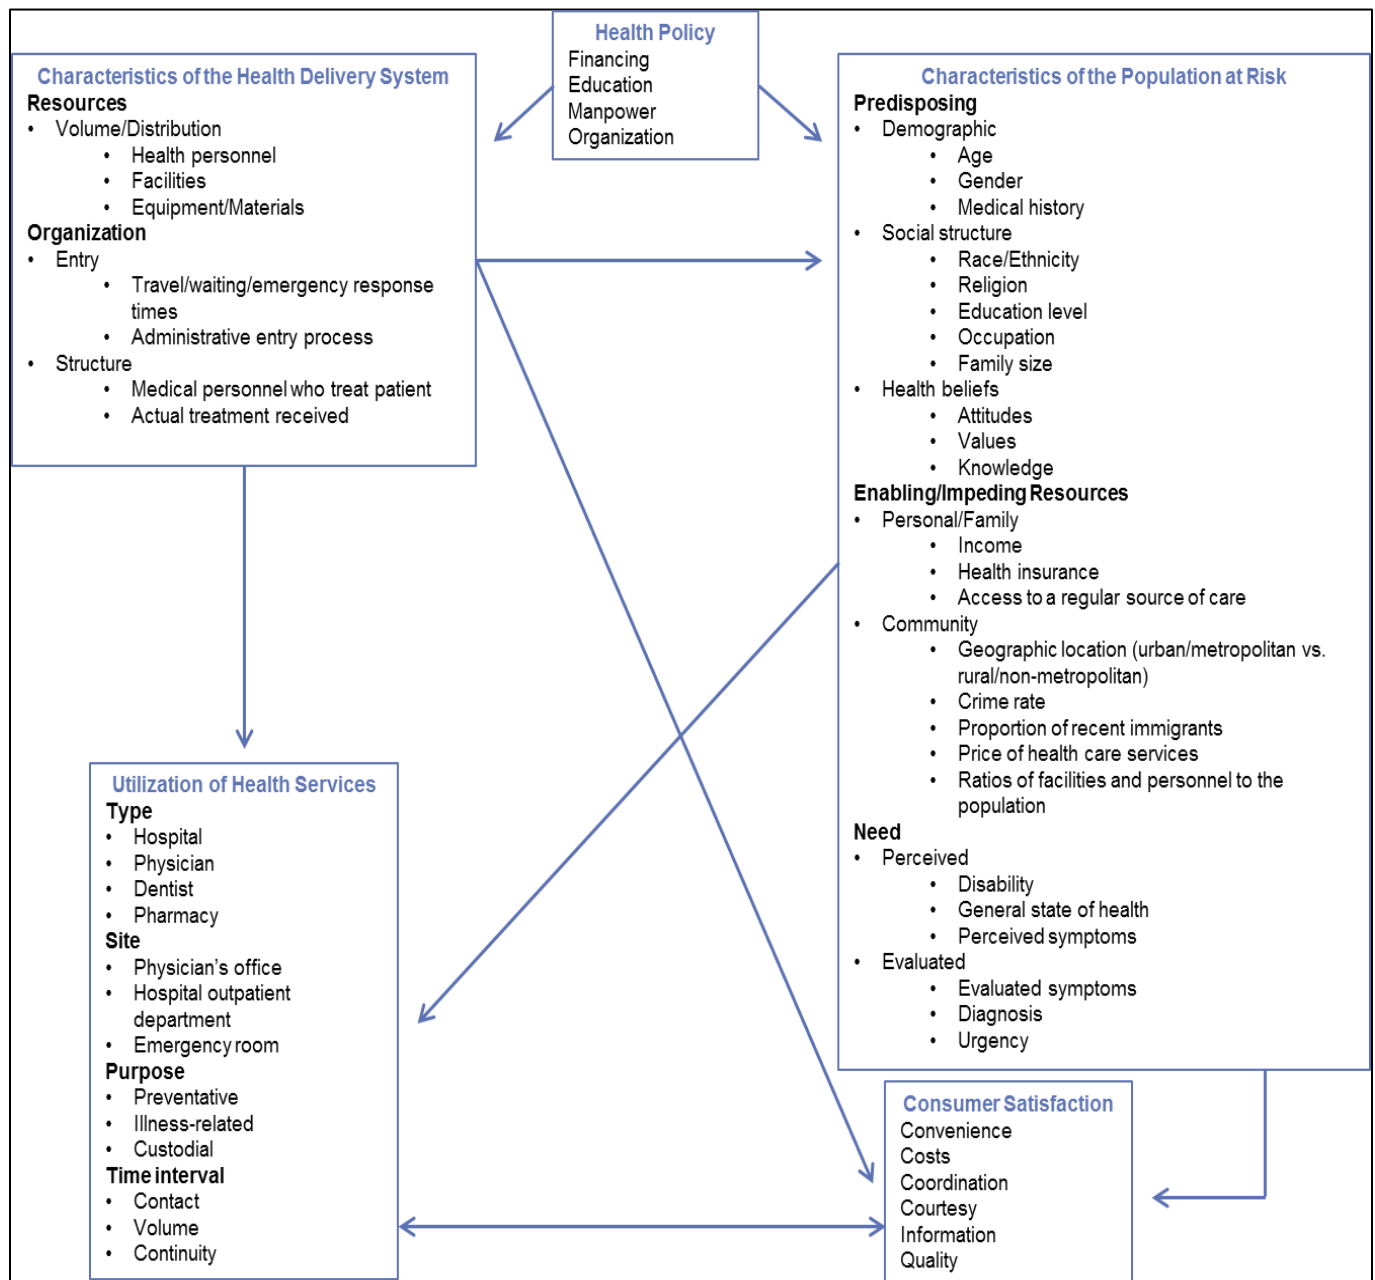 Health Policy
Financing
Education
Manpower
Organization
Characteristics of the Health Delivery System
Resources
• Volume/Distribution
• Health personnel
• Facilities
• Equipment/Materials
Organization
• Entry
• Travel/waiting/emergency response
times
• Administrative entry process
• Structure
• Medical personnel who treat patient
• Actual treatment received
Characteristics of the Population at Risk
Predisposing
• Demographic
• Age
• Gender
• Medical history
• Social structure
• Race/Ethnicity
• Religion
• Education level
• Occupation
• Family size
• Health beliefs
• Attitudes
• Values
• Knowledge
Enabling/Impeding Resources
• Personal/Family
• Income
• Health insurance
• Access to a regular source of care
• Community
• Geographic location (urban/metropolitan vs.
rural/non-metropolitan)
• Crime rate
• Proportion of recent immigrants
• Price of health care services
• Ratios of facilities and personnel to the
population
Need
• Perceived
• Disability
• General state of health
• Perceived symptoms
• Evaluated
• Evaluated symptoms
• Diagnosis
• Urgency
Utilization of Health Services
Type
• Hospital
• Physician
• Dentist
• Pharmacy
Site
• Physician's office
• Hospital outpatient
department
• Emergency room
Purpose
• Preventative
• Illness-related
• Custodial
Time interval
• Contact
• Volume
• Continuity
Consumer Satisfaction
Convenience
Costs
Coordination
Courtesy
Information
Quality